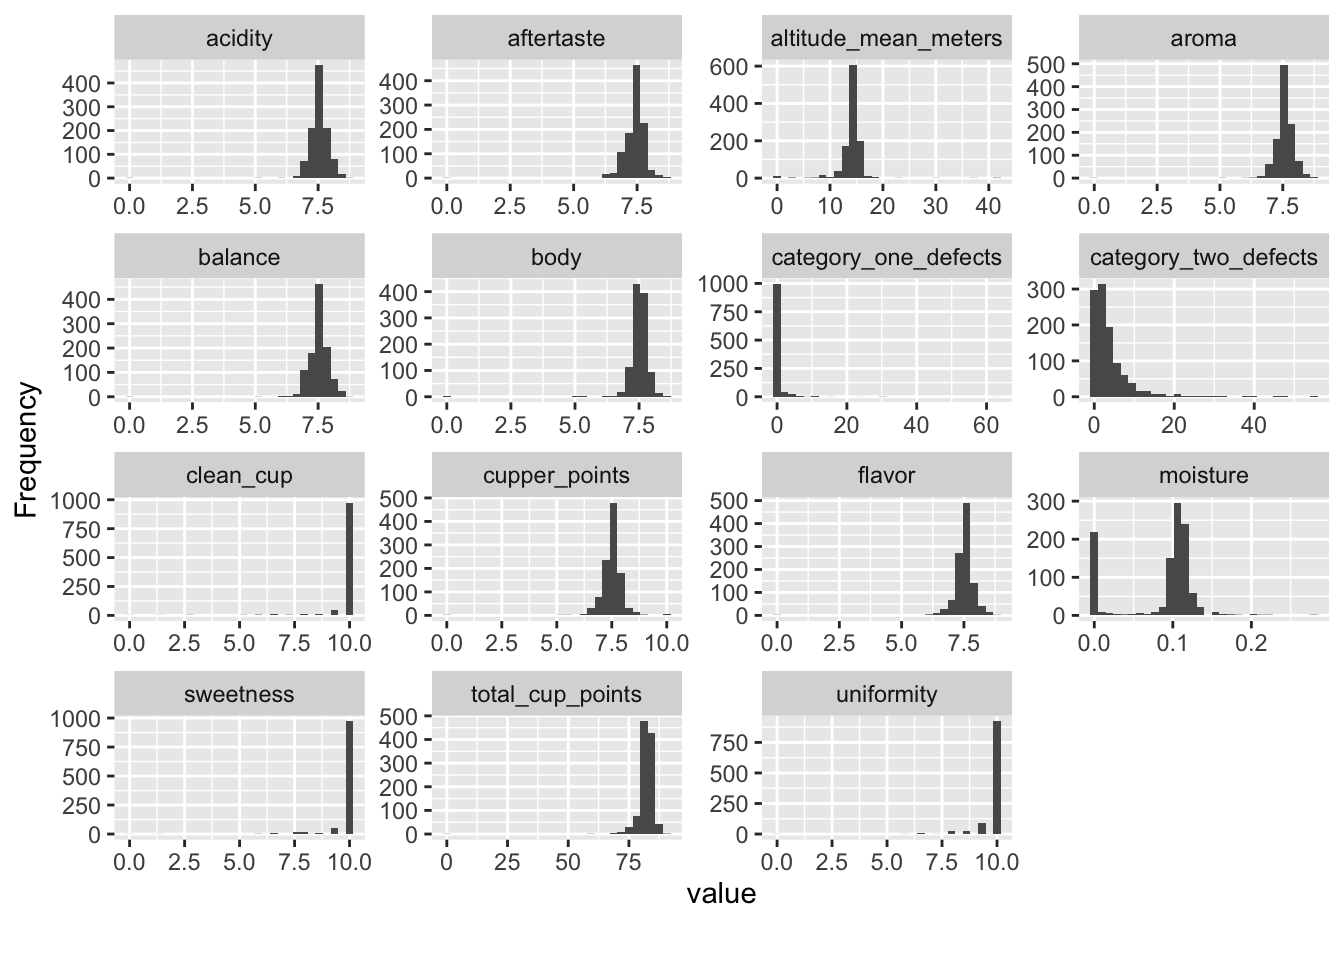 acidity
aftertaste
altitude_mean_meters
aroma
400
300
200
100
0
400
300
200
100
0
600
400
200
0
500
400
300
200
100
0
0.0 2.5 5.0 7.5
0.0 2.5 5.0 7.5
0 10 20 30 40
0.0 2.5 5.0 7.5
balance
body
category_one_defects
category_two_defects
400
300
200
100
0
400
300
200
100
0
1000
750
500
250
0
300
200
100
0
0.0 2.5 5.0 7.5
0.0 2.5 5.0 7.5
0 20 40 60
0 20 40
clean_cup
cupper_points
flavor
moisture
1000
750
500
250
0
500
400
300
200
100
0
500
400
300
200
100
0
300
200
100
0
0.0 2.5 5.0 7.5 10.0
0.0 2.5 5.0 7.5 10.0
0.0 2.5 5.0 7.5
0.0 0.1 0.2
sweetness
total_cup_points
uniformity
1000
750
500
250
0
500
400
300
200
100
0
750
500
250
0
0.0 2.5 5.0 7.5 10.0
0 25 50 75
0.0 2.5 5.0 7.5 10.0
Frequency
value